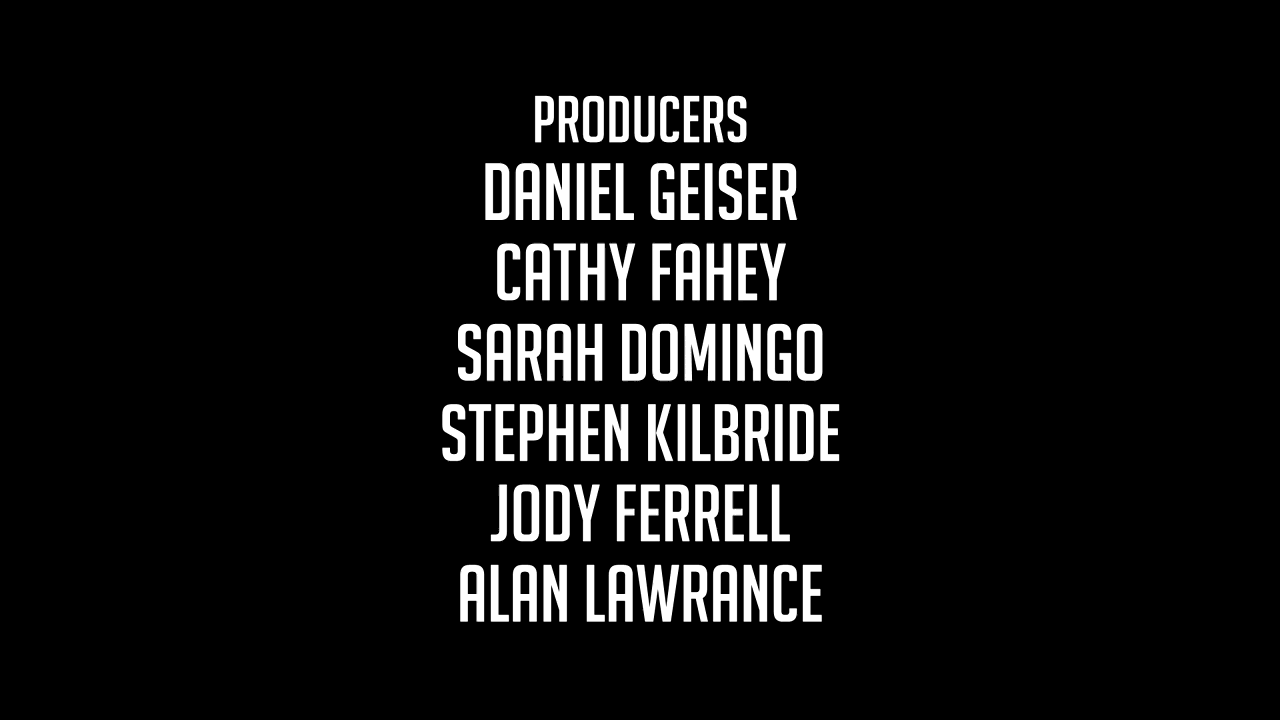 PRODUCERS
DANIEL GEISER
CATHY FAHEY
SARAH DOMINGO
STEPHEN KILBRIDE
JODY FERRELL
ALAN LAWRANCE